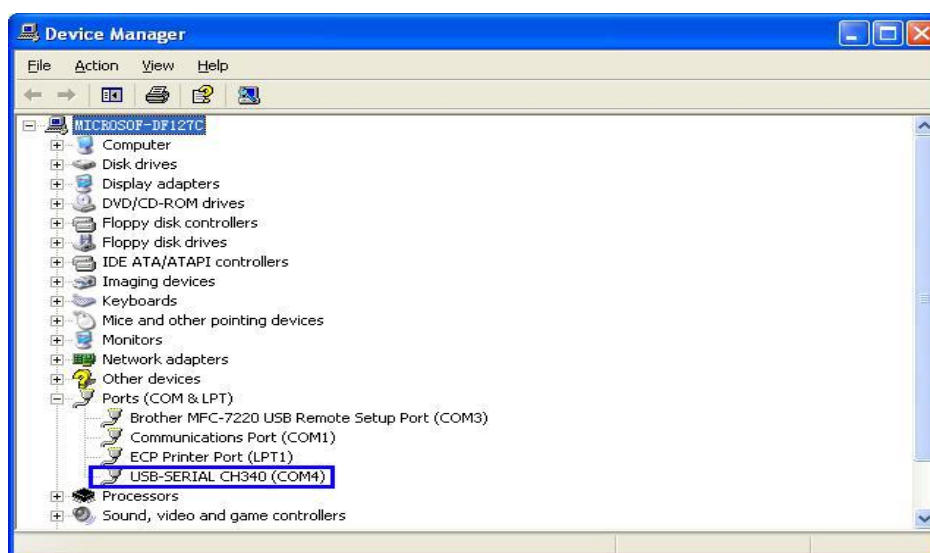 Device Manager
File Action View Help
MICROSOF-DF127C
Computer
Disk drives
Display adapters
DVD/CD-ROM drives
Floppy disk controllers
Floppy disk drives
IDE ATA/ATAPI controllers
Imaging devices
Keyboards
Mice and other pointing devices
Monitors
Network adapters
Other devices
Ports (COM & LPT)
Brother MFC-7220 USB Remote Setup Port (COM3)
Communications Port (COM1)
ECP Printer Port (LPT1)
USB-SERIAL CH340 (COM4)
Processors
Sound, video and game controllers